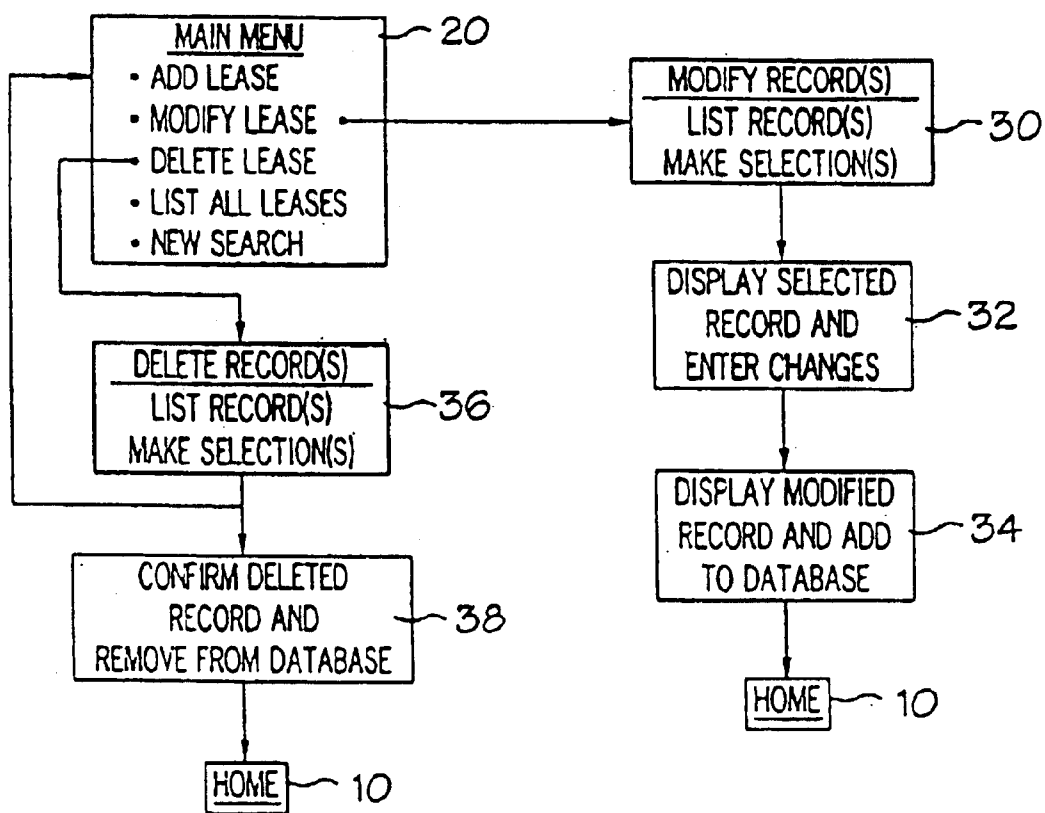 MAIN MENU
• ADD LEASE
• MODIFY LEASE
• DELETE LEASE
• LIST ALL LEASES
• NEW SEARCH
20
MODIFY RECORD(S)
LIST RECORD(S)
MAKE SELECTION(S)
30
DISPLAY SELECTED
RECORD AND
ENTER CHANGES
32
DELETE RECORD(S)
LIST RECORD(S)
MAKE SELECTION(S)
36
DISPLAY MODIFIED
RECORD AND ADD
TO DATABASE
34
CONFIRM DELETED
RECORD AND
REMOVE FROM DATABASE
38
HOME
10
HOME
10